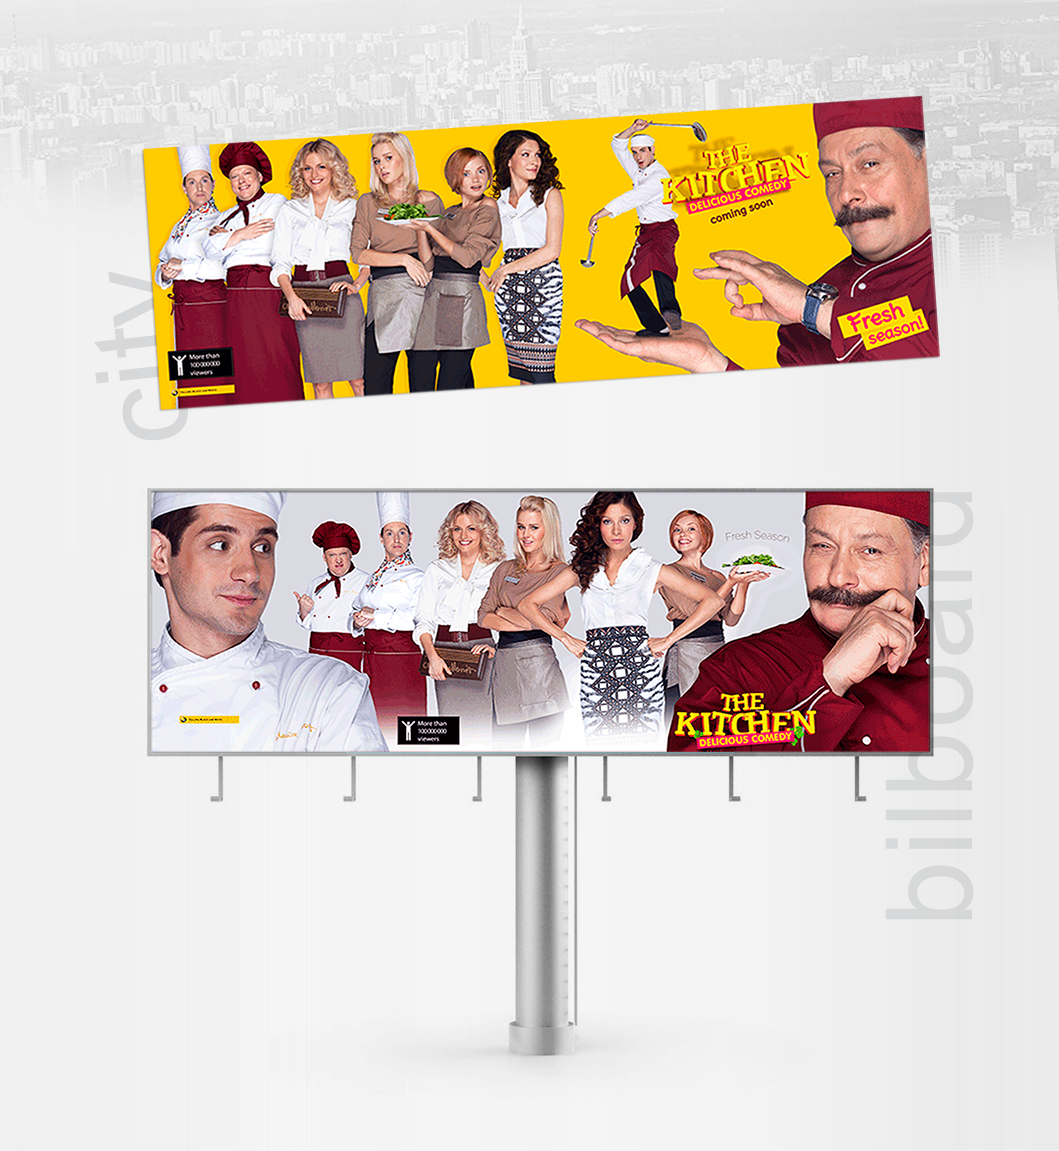 city
THE
KITCHEN
DELICIOUS COMEDY
coming soon
Fresh
season!
More than
100 000 000
viewers
Fresh Season
More than
100 000 000
viewers
THE
KITCHEN
DELICIOUS COMEDY
billboard